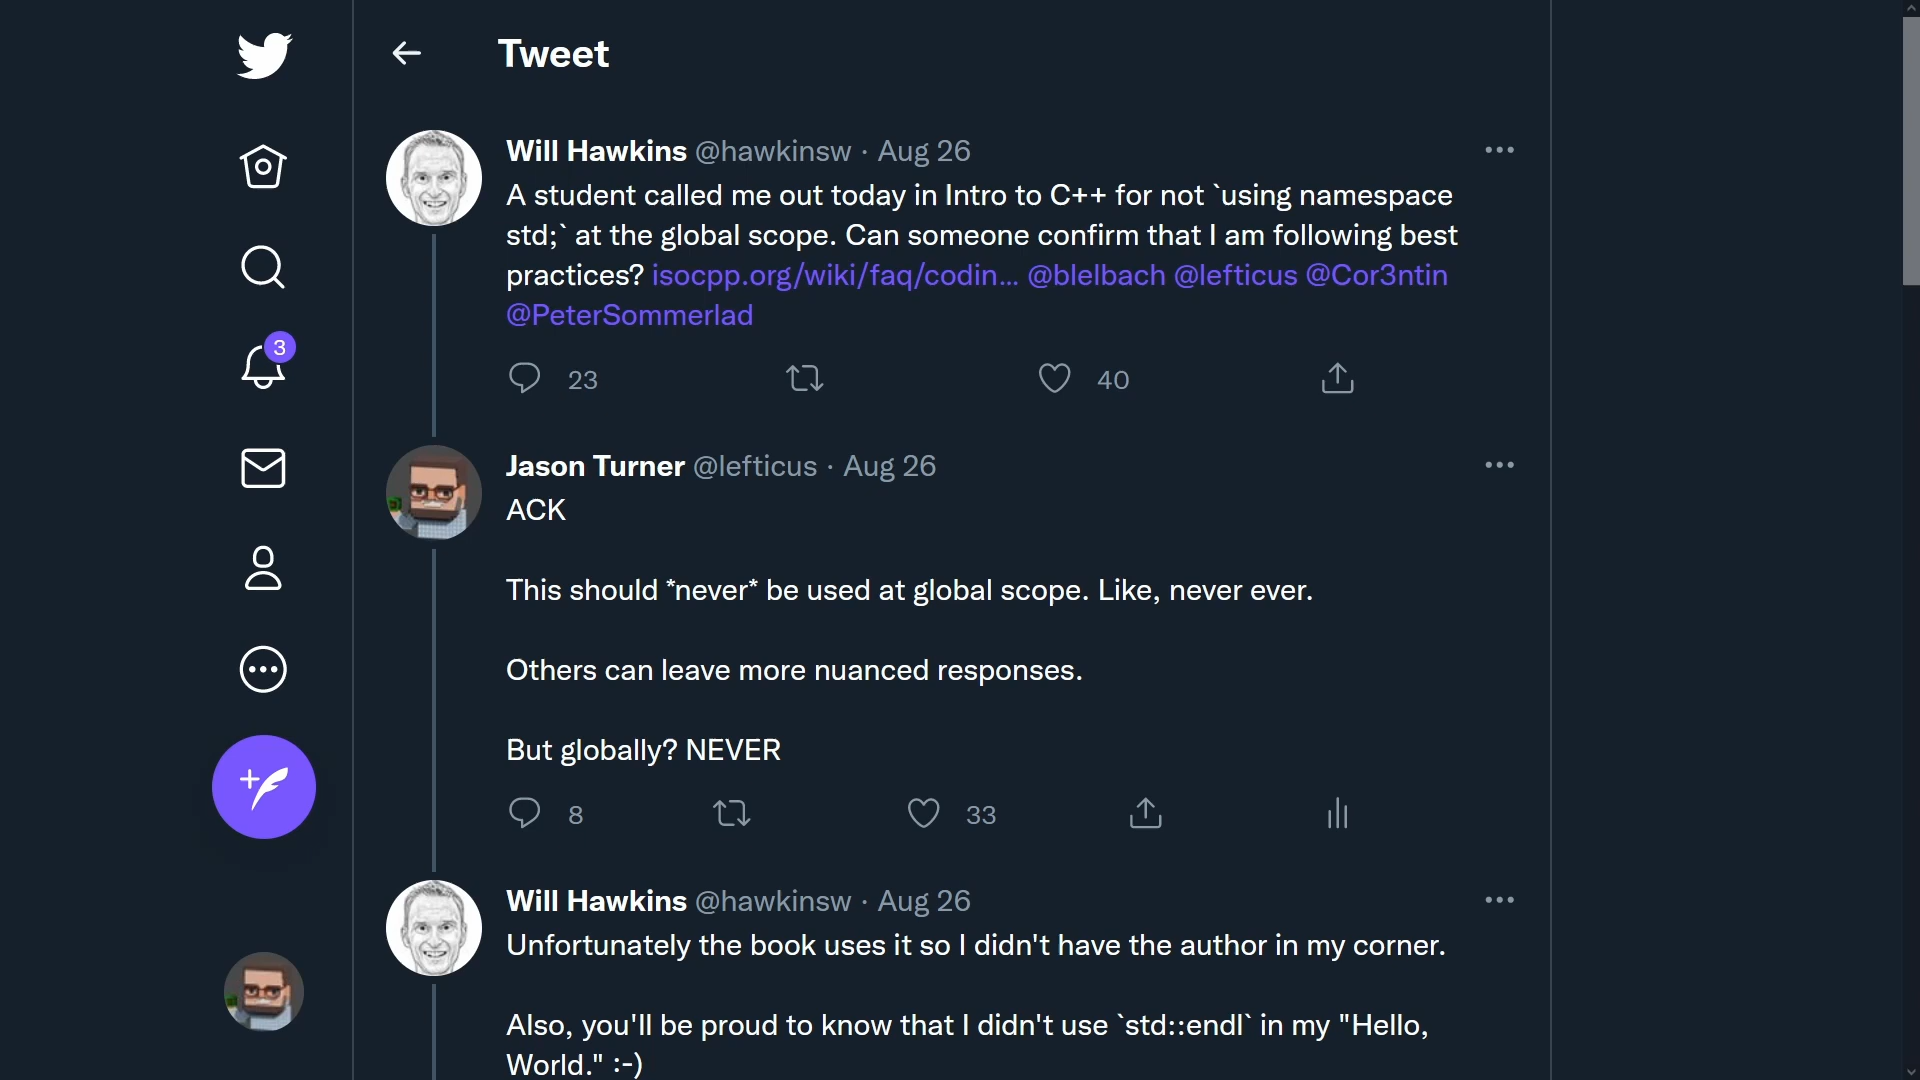 Tweet
Will Hawkins @hawkinsw · Aug 26
A student called me out today in Intro to C++ for not `using namespace
std;` at the global scope. Can someone confirm that I am following best
practices? isocpp.org/wiki/faq/codin... @blelbach @lefticus @Cor3ntin
@PeterSommerlad
23 40
3
Jason Turner @lefticus · Aug 26
ACK
This should *never* be used at global scope. Like, never ever.
Others can leave more nuanced responses.
But globally? NEVER
8 33
Will Hawkins @hawkinsw · Aug 26
Unfortunately the book uses it so I didn't have the author in my corner.
Also, you'll be proud to know that I didn't use `std::endl` in my "Hello,
World." :-)